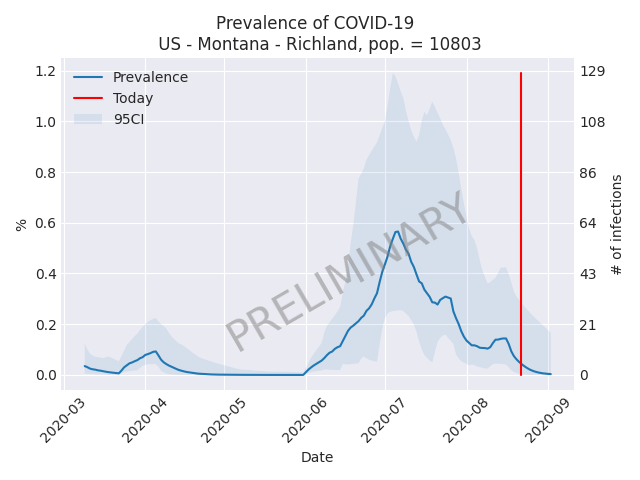 Prevalence of COVID-19
US - Montana - Richland, pop. = 10803
Prevalence
Today
95CI
PRELIMINARY
%
1.2
1.0
0.8
0.6
0.4
0.2
0.0
129
108
86
64
43
21
0
# of infections
2020-03
2020-04
2020-05
2020-06
2020-07
2020-08
2020-09
Date